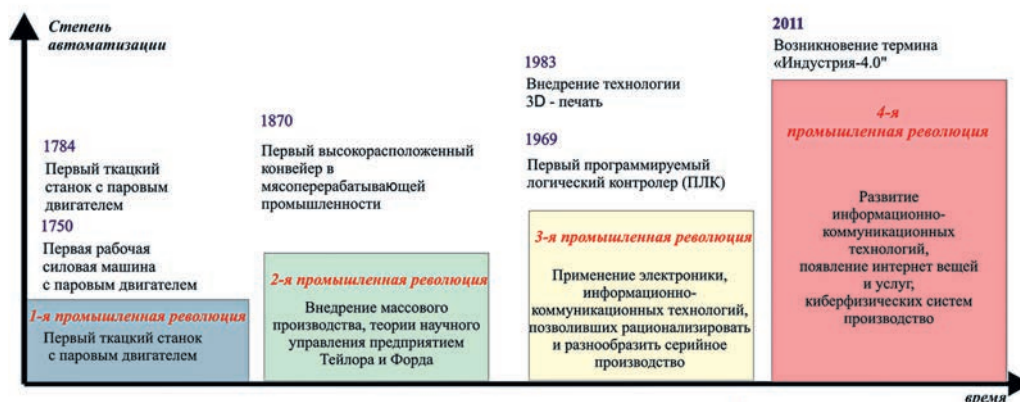 Степень
автоматизации
1784
Первый ткацкий
станок с паровым
двигателем
1750
Первая рабочая
силовая машина
с паровым двигателем
1-я промышленная революция
Первый ткацкий станок
с паровым двигателем
1870
Первый высокорасположенный
конвейер в
мясоперерабатывающей
промышленности
2-я промышленная революция
Внедрение массового
производства, теории научного
управления предприятием
Тейлора и Форда
1983
Внедрение технологии
3D - печать
1969
Первый программируемый
логический контролер (ПЛК)
3-я промышленная революция
Применение электроники,
информационно-
коммуникационных технологий,
позволивших рационализировать
и разнообразить серийное
производство
2011
Возникновение термина
«Индустрия-4.0"
4-я
промышленная революция
Развитие
информационно-
коммуникационных
технологий,
появление интернет вещей
и услуг,
киберфизических систем
производство
время